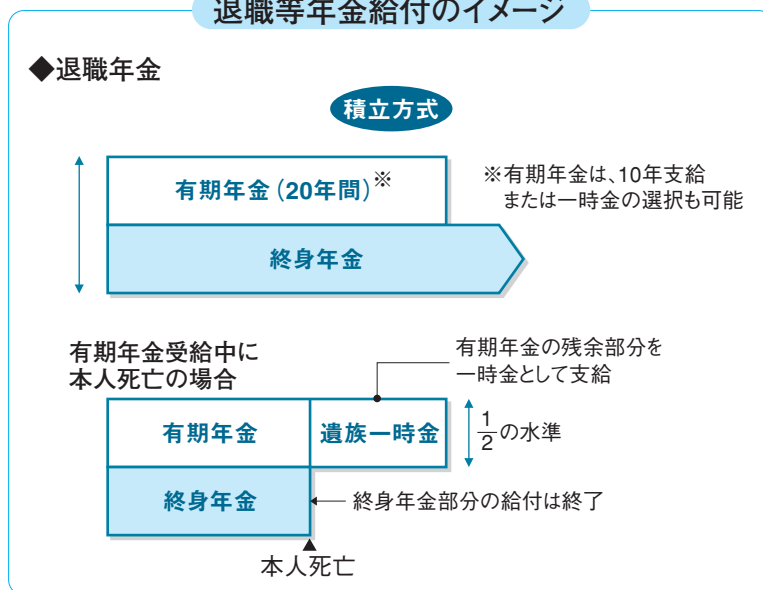 退職等年金給付のイメージ
◆退職年金
積立方式
有期年金（20年間）※
※有期年金は、10年支給
または一時金の選択も可能
終身年金
有期年金受給中に
本人死亡の場合
有期年金の残余部分を
一時金として支給
有期年金
遺族一時金
1/2の水準
終身年金
終身年金部分の給付は終了
本人死亡